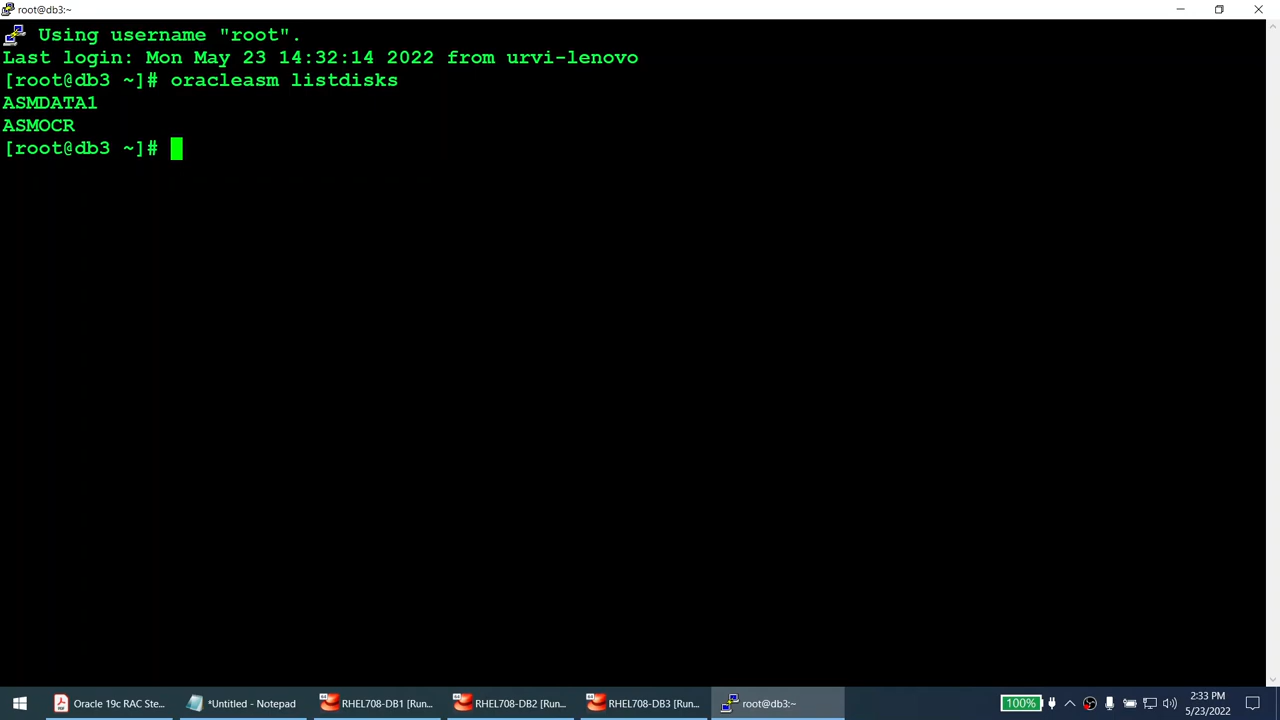 root@db3:~
Using username "root".
Last login: Mon May 23 14:32:14 2022 from urvi-lenovo
[root@db3 ~]# oracleasm listdisks
ASMDATA1
ASMOCR
[root@db3 ~]#
Oracle 19c RAC Ste...
*Untitled - Notepad
RHEL708-DB1 [Run...
RHEL708-DB2 [Run...
RHEL708-DB3 [Run...
root@db3:~
100%
2:33 PM
5/23/2022